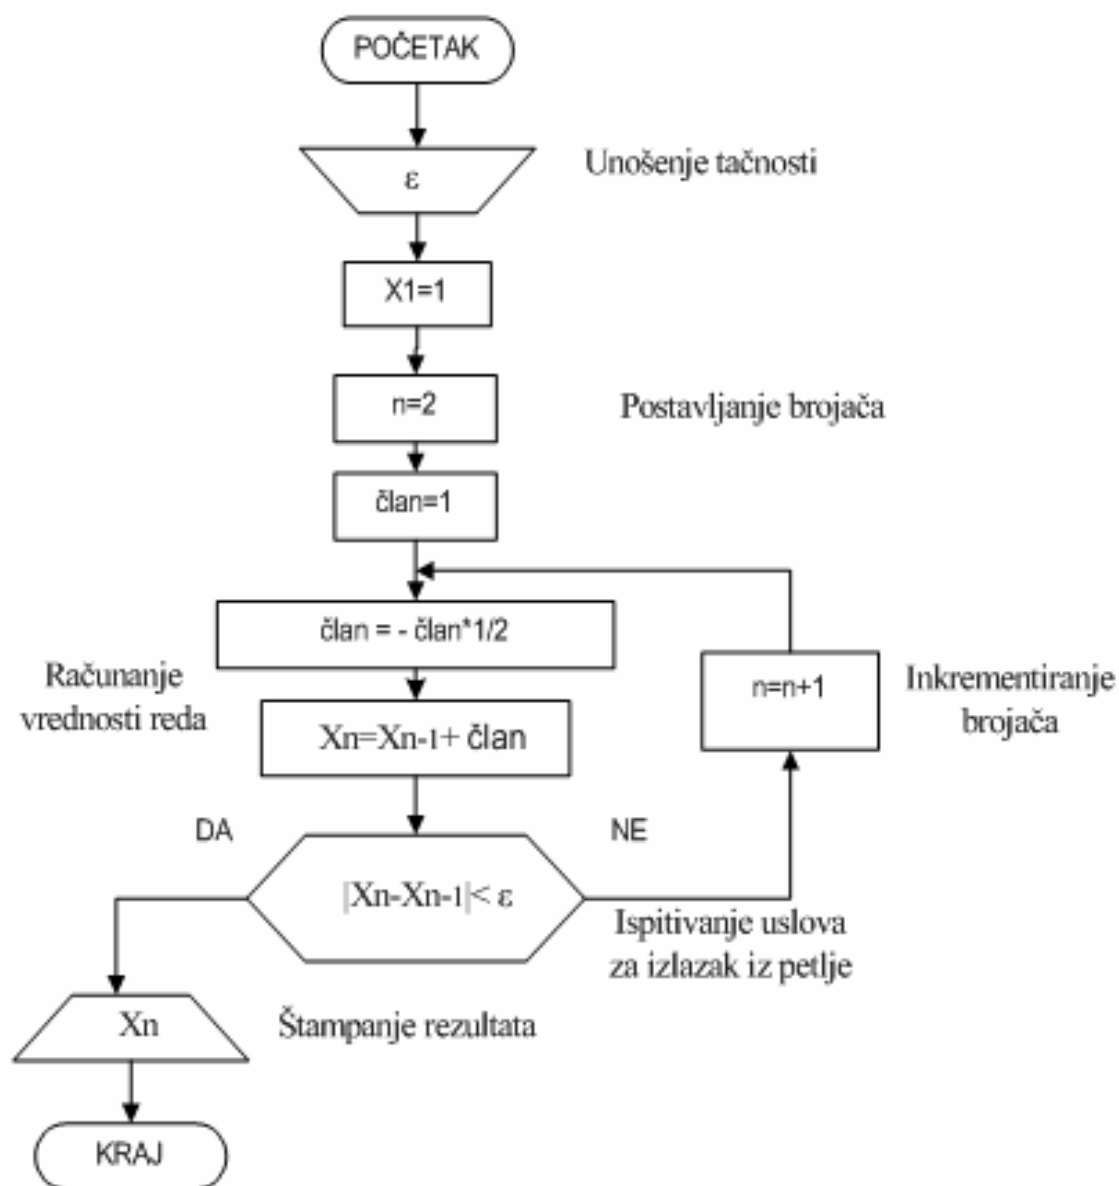 POČETAK
ε
Unošenje tačnosti
X1=1
n=2
Postavljanje brojača
član=1
član = - član*1/2
Računanje
vrednosti reda
n=n+1
Inkrementiranje
brojača
Xn=Xn-1+ član
DA
NE
|Xn-Xn-1|< ε
Ispitivanje uslova
za izlazak iz petlje
Xn
Štampanje rezultata
KRAJ